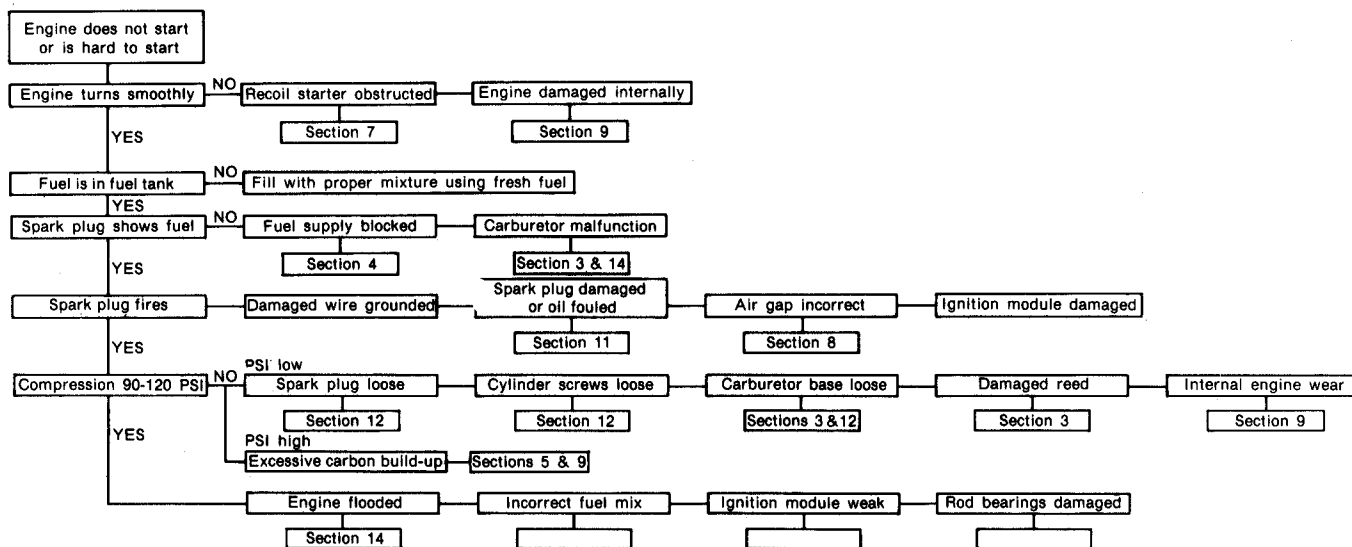 Engine does not start
or is hard to start
Engine turns smoothly
NO
Recoil starter obstructed
Engine damaged internally
Section 7
Section 9
YES
Fuel is in fuel tank
NO
Fill with proper mixture using fresh fuel
YES
Spark plug shows fuel
NO
Fuel supply blocked
Carburetor malfunction
Section 4
Section 3 & 14
YES
Spark plug fires
Damaged wire grounded
Spark plug damaged
or oil fouled
Air gap incorrect
Ignition module damaged
Section 11
Section 8
YES
Compression 90-120 PSI
NO
PSI low
Spark plug loose
Cylinder screws loose
Carburetor base loose
Damaged reed
Internal engine wear
Section 12
Section 12
Sections 3 & 12
Section 3
Section 9
YES
PSI high
Excessive carbon build-up
Sections 5 & 9
Engine flooded
Incorrect fuel mix
Ignition module weak
Rod bearings damaged
Section 14